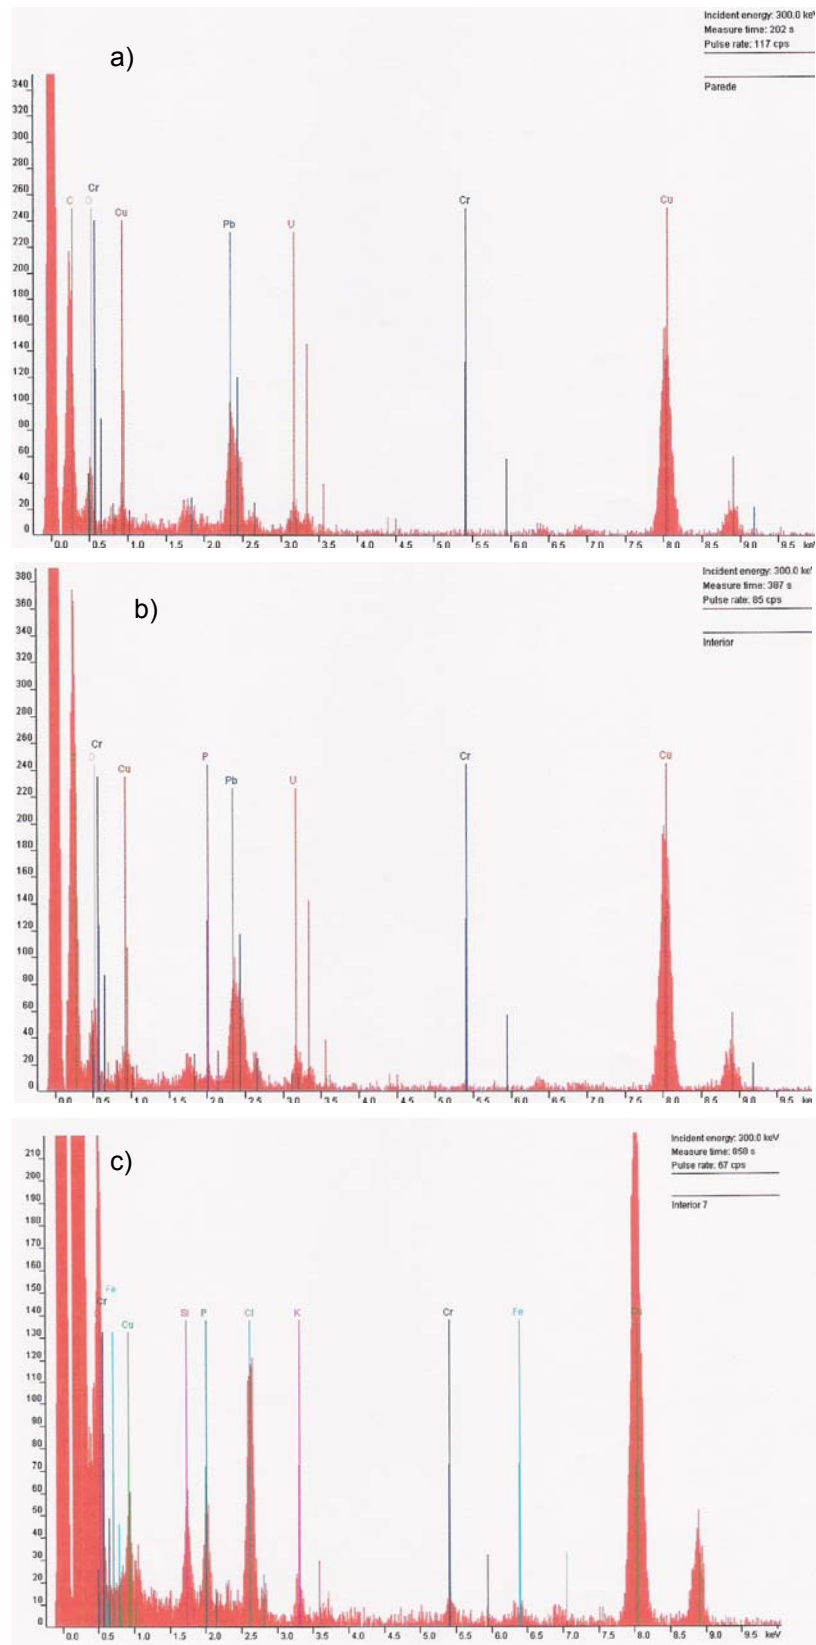 a)
Incident energy: 300.0 keV
Measure time: 202 s
Pulse rate: 117 cps
Parede
340
320
300
280
260
240
220
200
180
160
140
120
100
80
60
40
20
0
C O Cr Cu Pb U Cr Cu
0.0 0.5 1.0 1.5 2.0 2.5 3.0 3.5 4.0 4.5 5.0 5.5 6.0 6.5 7.0 7.5 8.0 8.5 9.0 9.5 keV
b)
Incident energy: 300.0 keV
Measure time: 387 s
Pulse rate: 85 cps
Interior
380
360
340
320
300
280
260
240
220
200
180
160
140
120
100
80
60
40
20
0
O Cr Cu P Pb U Cr Cu
0.0 0.5 1.0 1.5 2.0 2.5 3.0 3.5 4.0 4.5 5.0 5.5 6.0 6.5 7.0 7.5 8.0 8.5 9.0 9.5 keV
c)
Incident energy: 300.0 keV
Measure time: 858 s
Pulse rate: 67 cps
Interior 7
210
200
190
180
170
160
150
140
130
120
110
100
90
80
70
60
50
40
30
20
10
0
Cr Fe Cu Si P Cl K Cr Fe Cu
0.0 0.5 1.0 1.5 2.0 2.5 3.0 3.5 4.0 4.5 5.0 5.5 6.0 6.5 7.0 7.5 8.0 8.5 9.0 9.5 keV